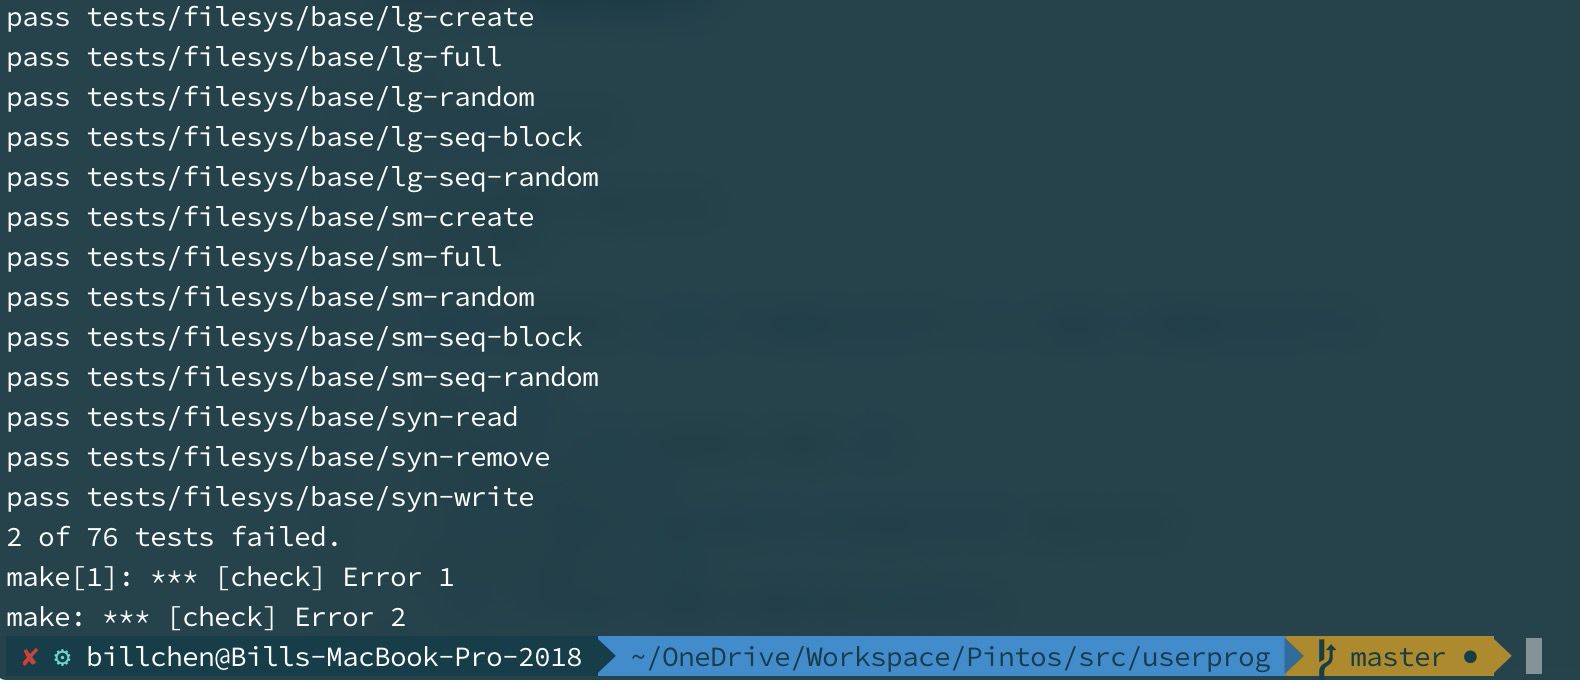 pass tests/filesys/base/lg-create
pass tests/filesys/base/lg-full
pass tests/filesys/base/lg-random
pass tests/filesys/base/lg-seq-block
pass tests/filesys/base/lg-seq-random
pass tests/filesys/base/sm-create
pass tests/filesys/base/sm-full
pass tests/filesys/base/sm-random
pass tests/filesys/base/sm-seq-block
pass tests/filesys/base/sm-seq-random
pass tests/filesys/base/syn-read
pass tests/filesys/base/syn-remove
pass tests/filesys/base/syn-write
2 of 76 tests failed.
make[1]: *** [check] Error 1
make: *** [check] Error 2
✘ ⚙ billchen@Bills-MacBook-Pro-2018 ~/OneDrive/Workspace/Pintos/src/userprog master ●